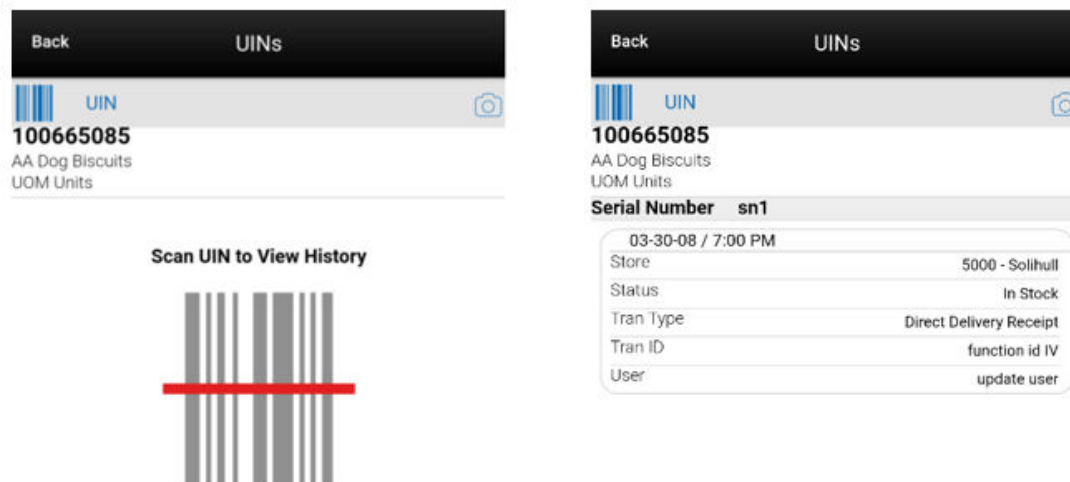 Back UINs
UIN
100665085
AA Dog Biscuits
UOM Units
Scan UIN to View History
Back UINs
UIN
100665085
AA Dog Biscuits
UOM Units
Serial Number sn1
03-30-08 / 7:00 PM
Store 5000 - Solihull
Status In Stock
Tran Type Direct Delivery Receipt
Tran ID function id IV
User update user